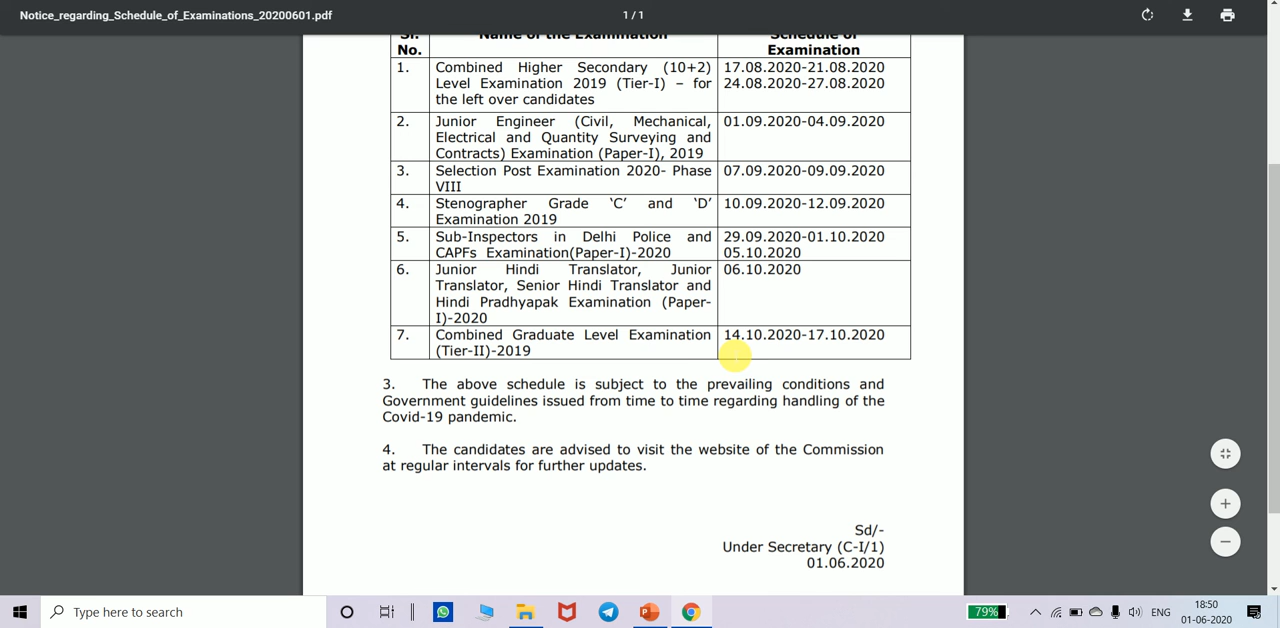 Notice_regarding_Schedule_of_Examinations_20200601.pdf
1 / 1
Sl. Name of the Examination Schedule of
No. Examination
1. Combined Higher Secondary (10+2) 17.08.2020-21.08.2020
Level Examination 2019 (Tier-I) – for 24.08.2020-27.08.2020
the left over candidates
2. Junior Engineer (Civil, Mechanical, 01.09.2020-04.09.2020
Electrical and Quantity Surveying and
Contracts) Examination (Paper-I), 2019
3. Selection Post Examination 2020- Phase 07.09.2020-09.09.2020
VIII
4. Stenographer Grade ‘C’ and ‘D’ 10.09.2020-12.09.2020
Examination 2019
5. Sub-Inspectors in Delhi Police and 29.09.2020-01.10.2020
CAPFs Examination(Paper-I)-2020 05.10.2020
6. Junior Hindi Translator, Junior 06.10.2020
Translator, Senior Hindi Translator and
Hindi Pradhyapak Examination (Paper-
I)-2020
7. Combined Graduate Level Examination 14.10.2020-17.10.2020
(Tier-II)-2019
3. The above schedule is subject to the prevailing conditions and
Government guidelines issued from time to time regarding handling of the
Covid-19 pandemic.
4. The candidates are advised to visit the website of the Commission
at regular intervals for further updates.
Sd/-
Under Secretary (C-I/1)
01.06.2020
Type here to search
79%
ENG
18:50
01-06-2020